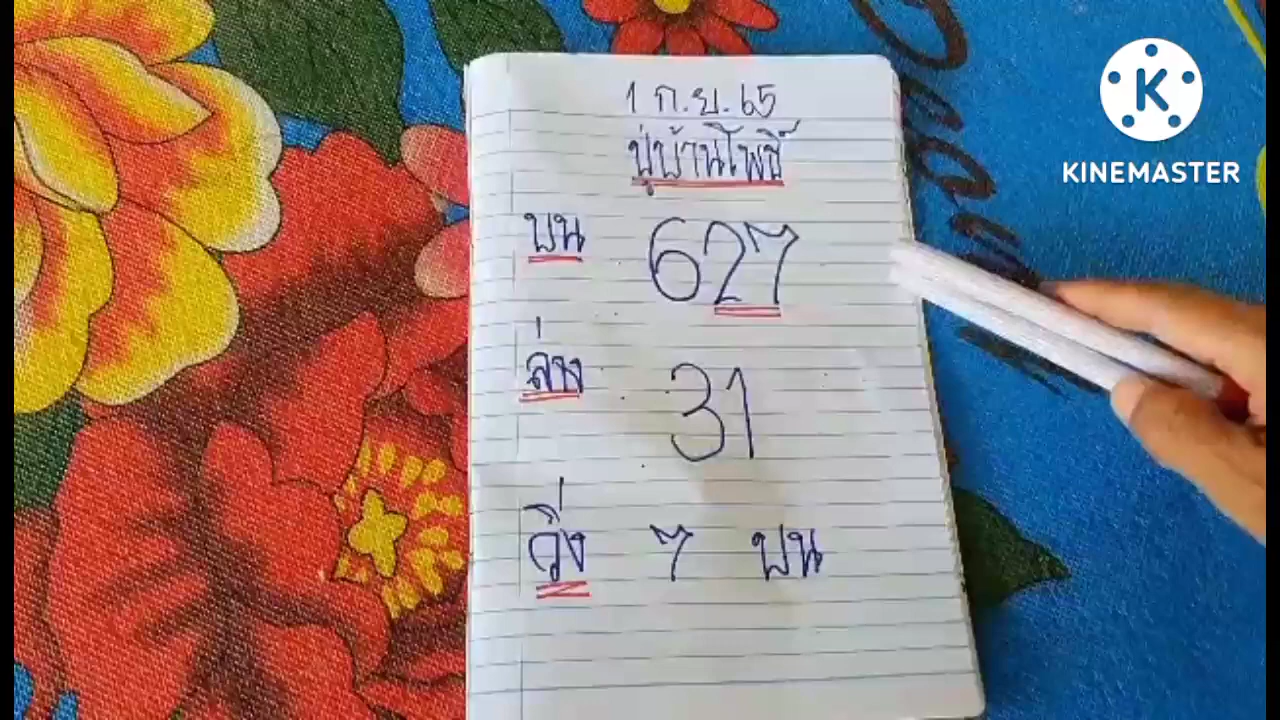 1 ก.ย. 65
ปู่บ้านโพธิ์
บน 627
ล่าง 31
วิ่ง 7 บน
K
KINEMASTER